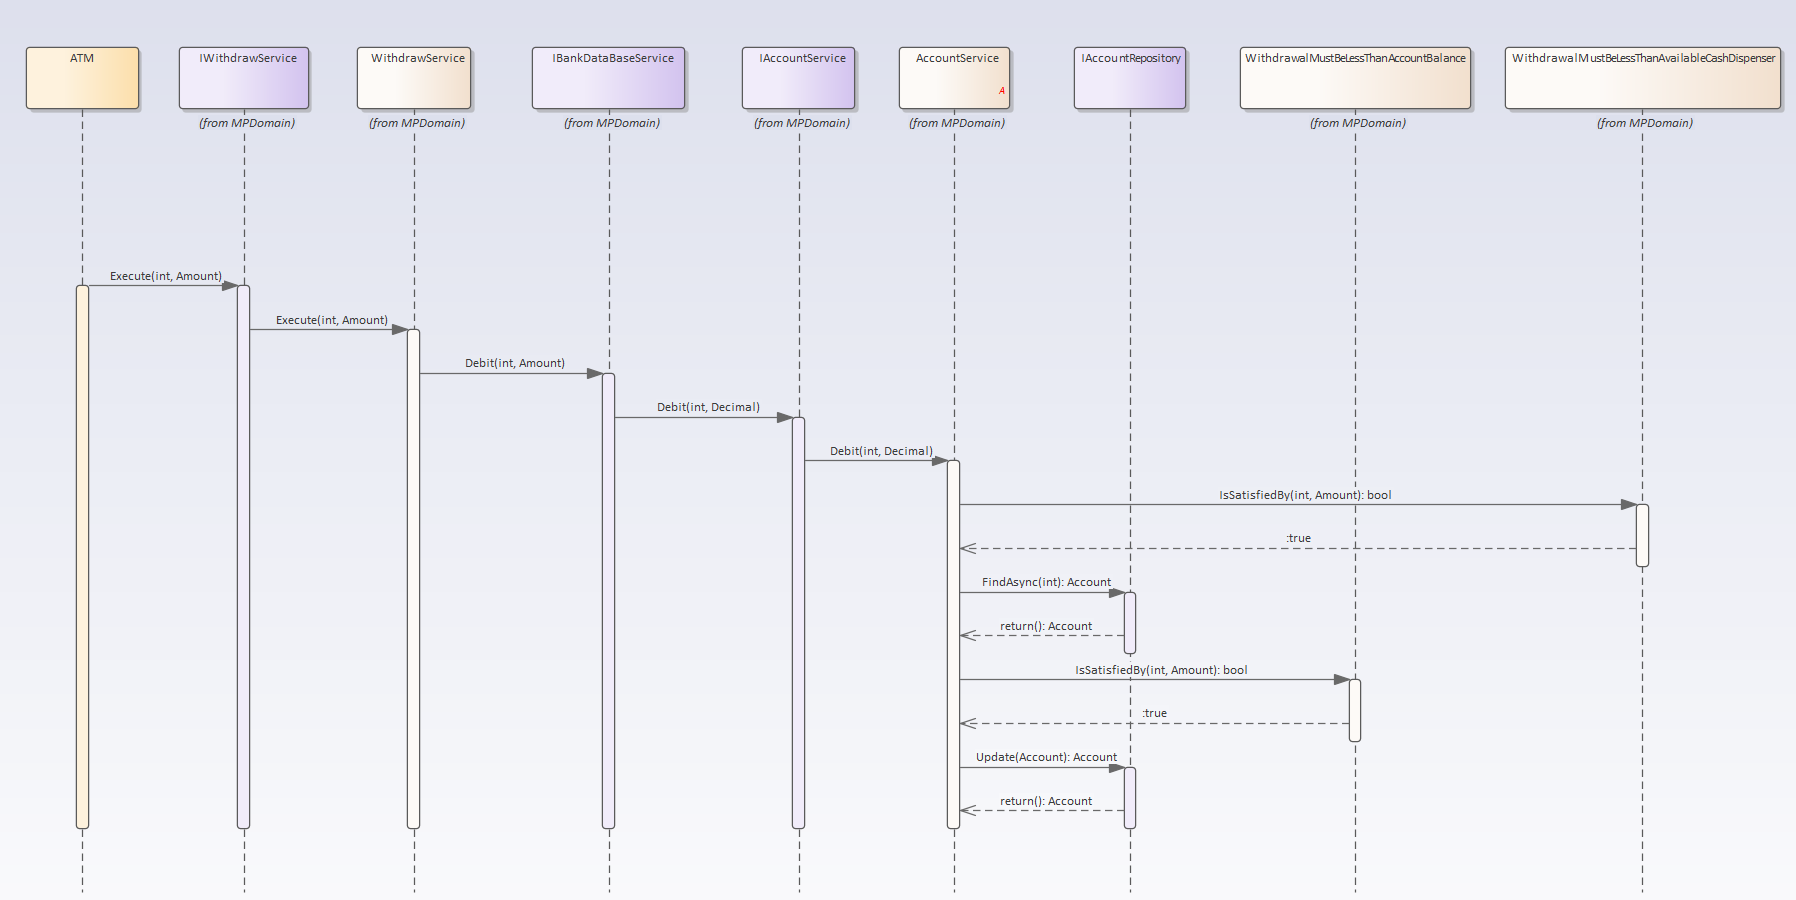 ATM
IWithdrawService
WithdrawService
IBankDataBaseService
IAccountService
AccountService
A
IAccountRepository
WithdrawalMustBeLessThanAccountBalance
WithdrawalMustBeLessThanAvailableCashDispenser
(from MPDomain)
(from MPDomain)
(from MPDomain)
(from MPDomain)
(from MPDomain)
(from MPDomain)
(from MPDomain)
Execute(int, Amount)
Execute(int, Amount)
Debit(int, Amount)
Debit(int, Decimal)
Debit(int, Decimal)
IsSatisfiedBy(int, Amount): bool
:true
FindAsync(int): Account
return(): Account
IsSatisfiedBy(int, Amount): bool
:true
Update(Account): Account
return(): Account